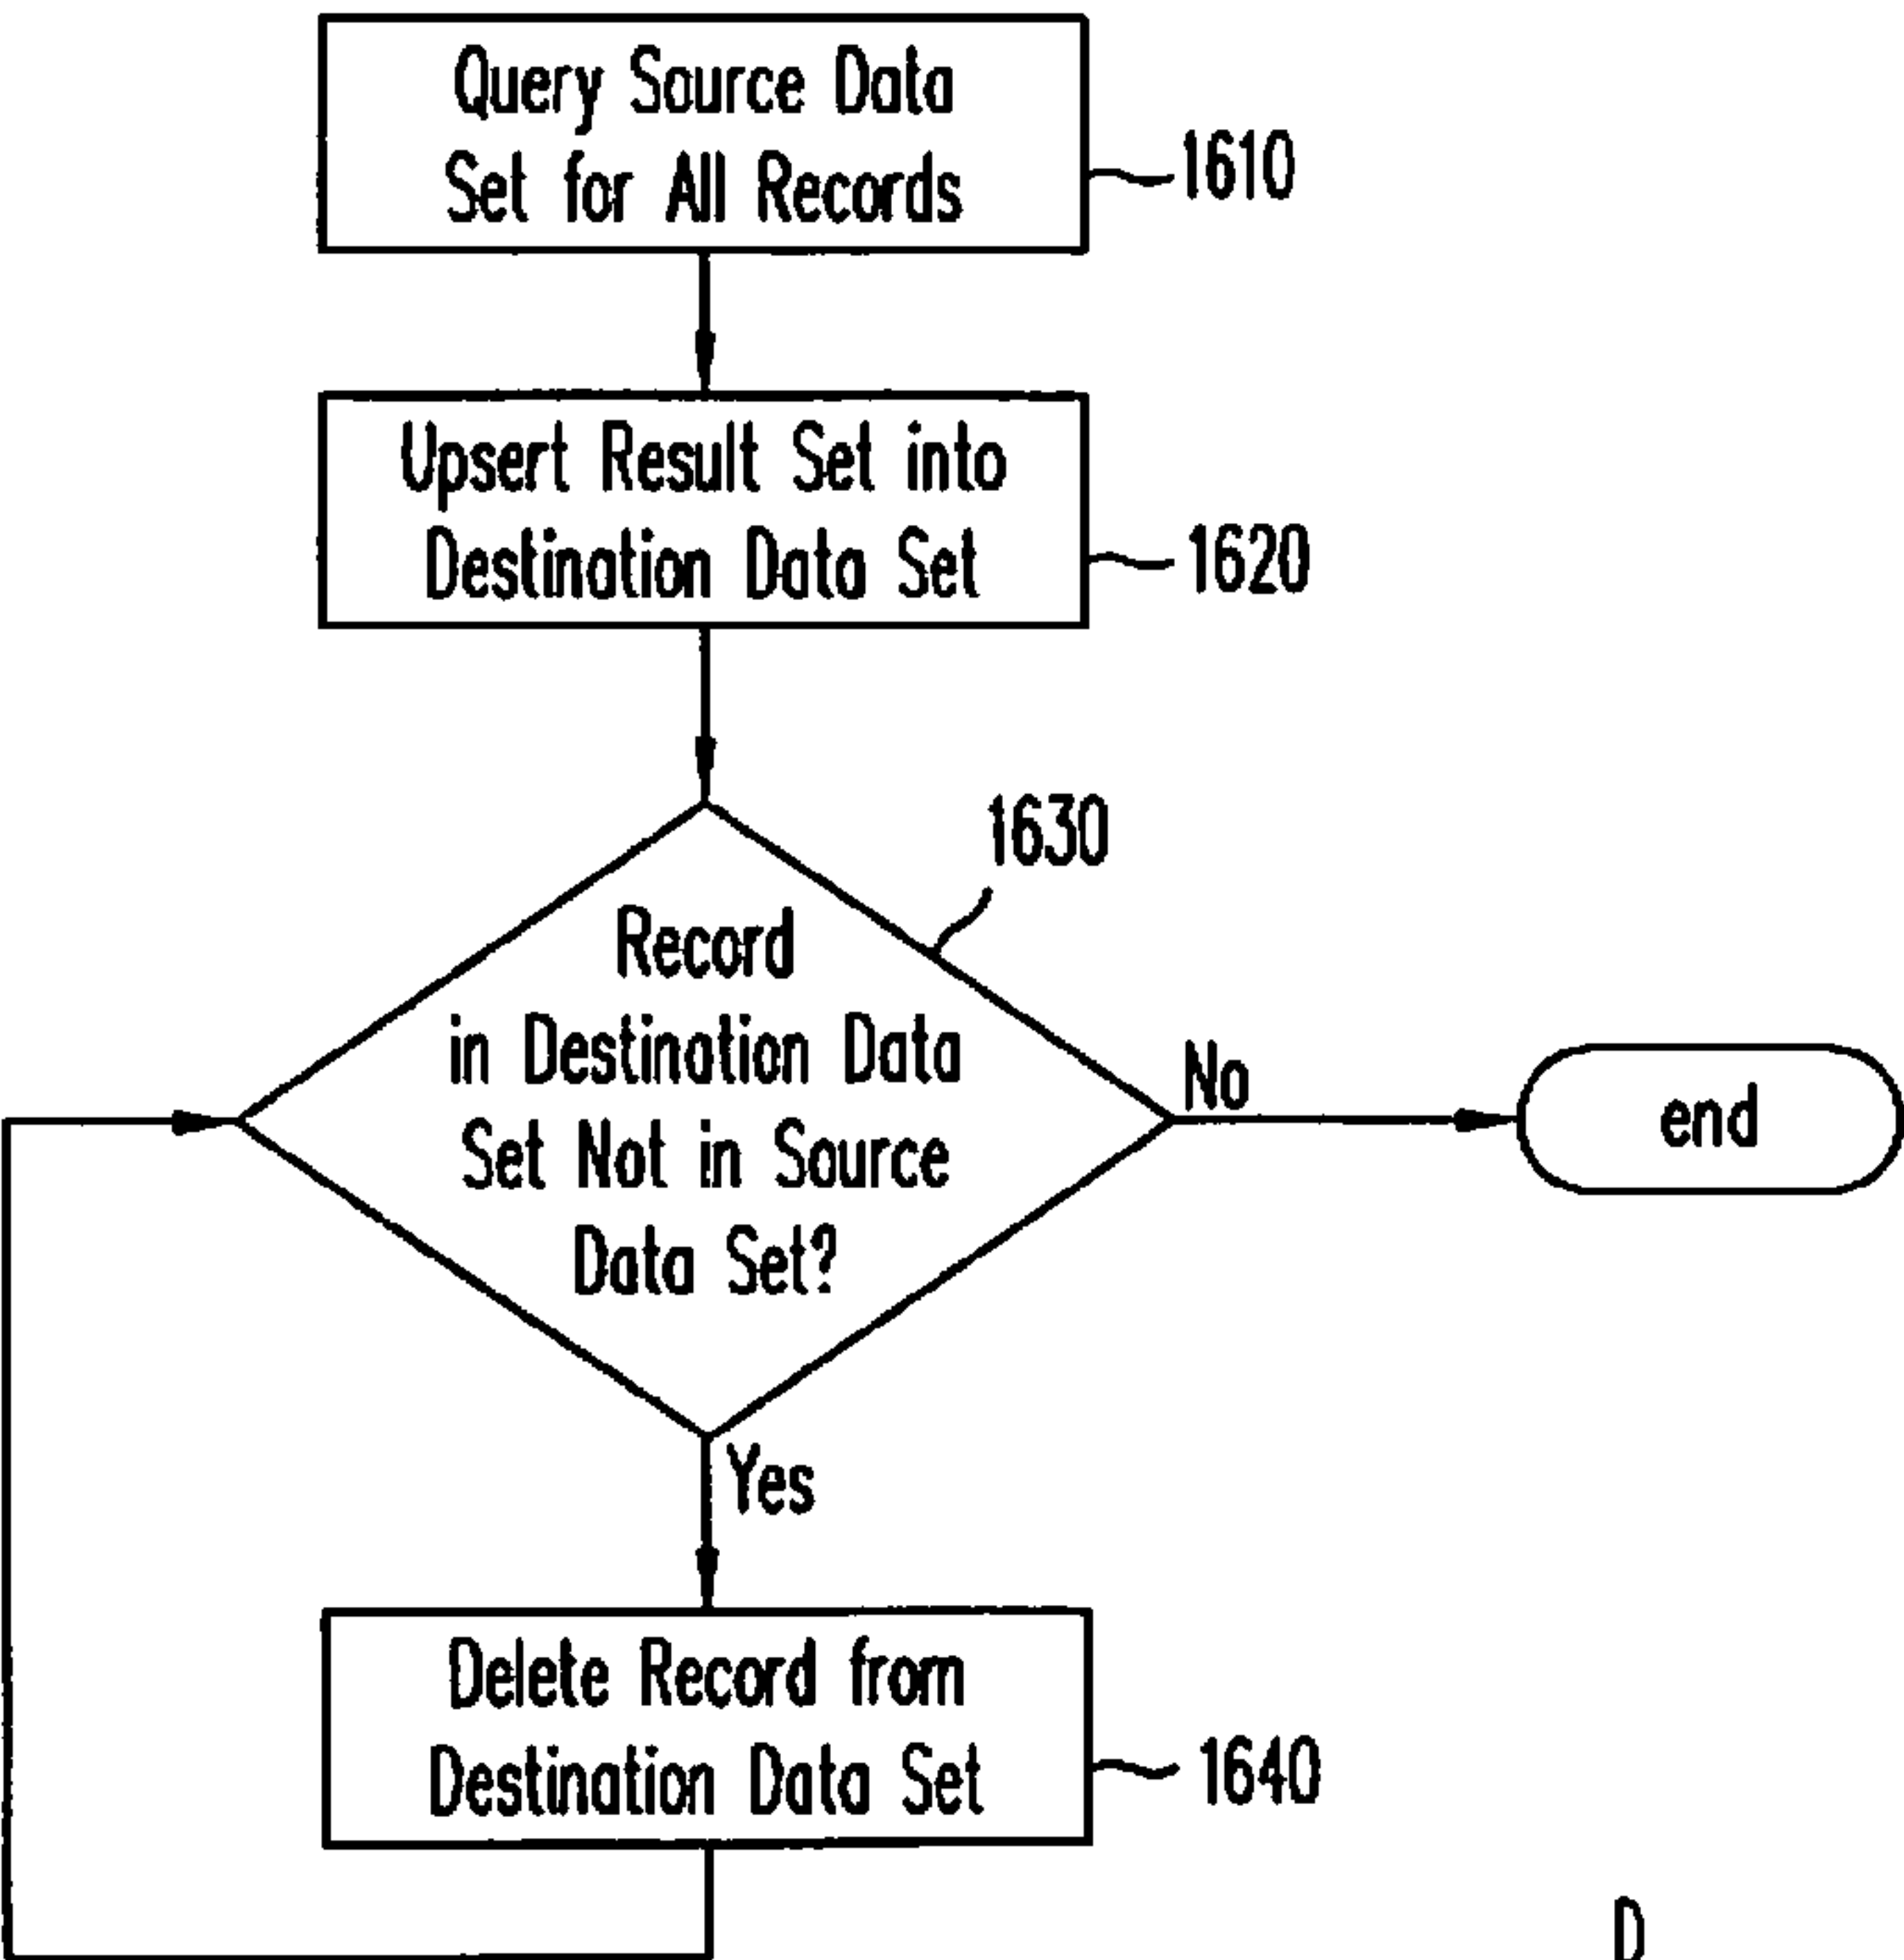 Query Source Data
Set for All Records
1610
Upsert Result Set into
Destination Data Set
1620
1630
Record
in Destination Data
Set Not in Source
Data Set?
No
end
Yes
Delete Record from
Destination Data Set
1640
D